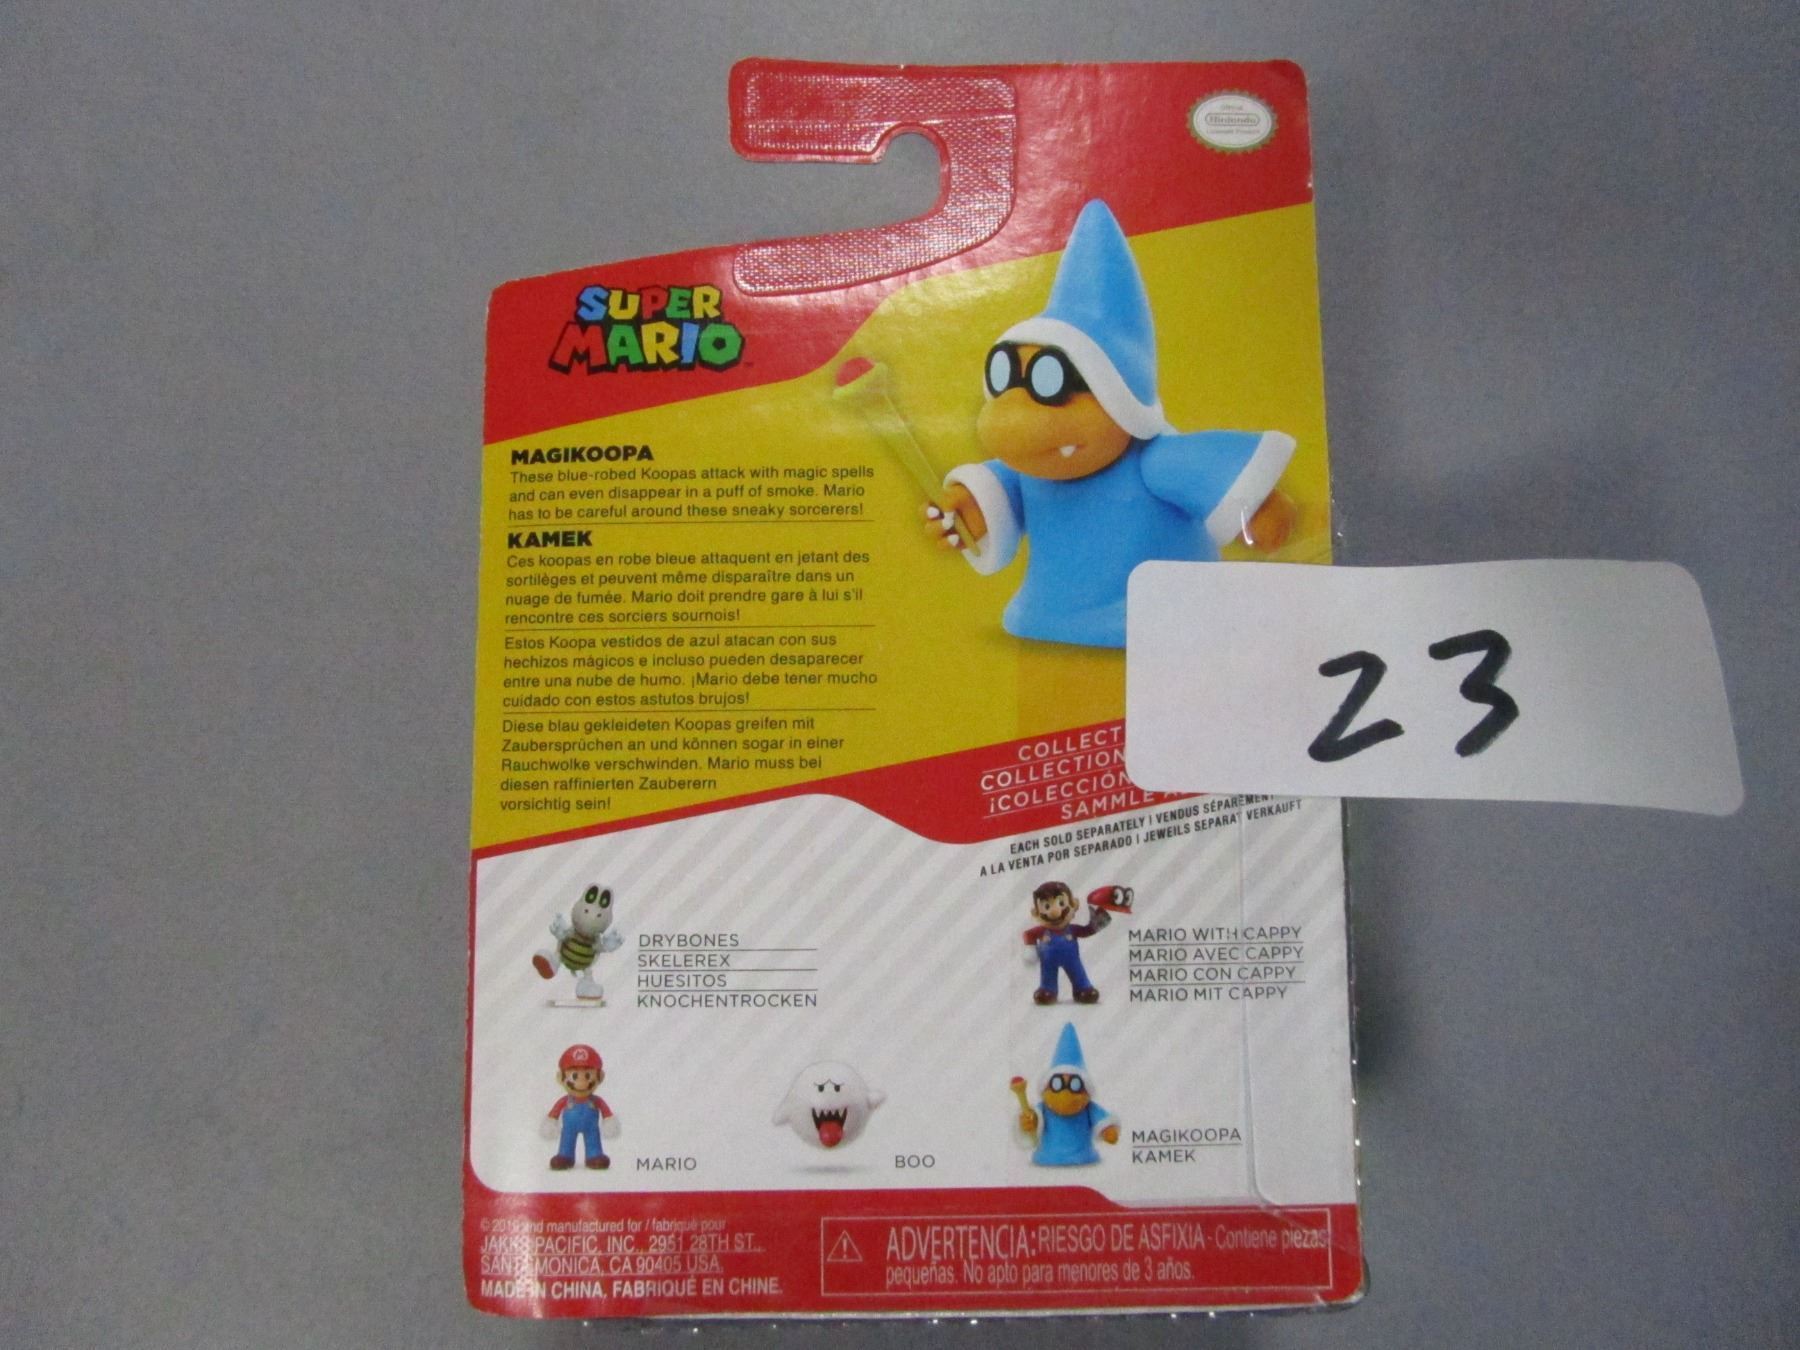 Official
Nintendo
Licensed Product
SUPER
MARIO
MAGIKOOPA
These blue-robed Koopas attack with magic spells
and can even disappear in a puff of smoke. Mario
has to be careful around these sneaky sorcerers!
KAMEK
Ces koopas en robe bleue attaquent en jetant des
sortilèges et peuvent même disparaître dans un
nuage de fumée. Mario doit prendre gare à lui s'il
rencontre ces sorciers sournois!
Estos Koopa vestidos de azul atacan con sus
hechizos mágicos e incluso pueden desaparecer
entre una nube de humo. ¡Mario debe tener mucho
cuidado con estos astutos brujos!
Diese blau gekleideten Koopas greifen mit
Zaubersprüchen an und können sogar in einer
Rauchwolke verschwinden. Mario muss bei
diesen raffinierten Zauberern
vorsichtig sein!
23
COLLECT
COLLECTION
¡COLECCIÓN
SAMMLE
EACH SOLD SEPARATELY | VENDUS SÉPARÉMENT
A LA VENTA POR SEPARADO | JEWEILS SEPARAT VERKAUFT
DRYBONES
SKELEREX
HUESITOS
KNOCHENTROCKEN
MARIO WITH CAPPY
MARIO AVEC CAPPY
MARIO CON CAPPY
MARIO MIT CAPPY
MARIO
BOO
MAGIKOOPA
KAMEK
and manufactured for / fabriqué pour
JAKKS PACIFIC, INC., 2951 28TH ST.,
SANTA MONICA, CA 90405 USA.
MADE IN CHINA, FABRIQUÉ EN CHINE.
ADVERTENCIA: RIESGO DE ASFIXIA - Contiene piezas
pequeñas. No apto para menores de 3 años.